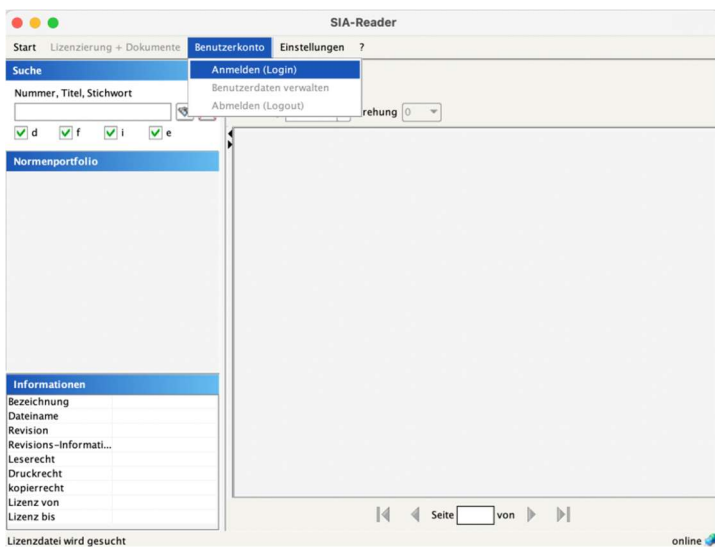 SIA-Reader
Start Lizenzierung + Dokumente Benutzerkonto Einstellungen ?
Suche
Anmelden (Login)
Benutzerdaten verwalten
Abmelden (Logout)
Nummer, Titel, Stichwort
rehung 0
d f i e
Normenportfolio
Informationen
Bezeichnung
Dateiname
Revision
Revisions-Informati...
Leserecht
Druckrecht
kopierrecht
Lizenz von
Lizenz bis
Seite von
Lizenzdatei wird gesucht
online